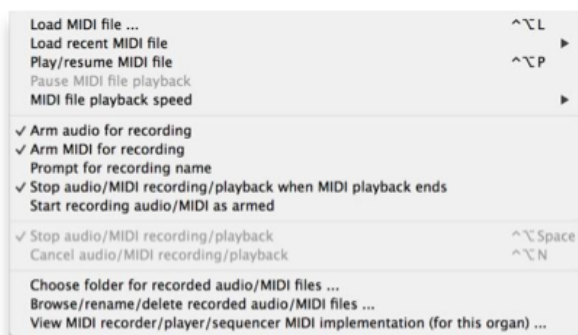 Load MIDI file ... ^⌥L
Load recent MIDI file ▶
Play/resume MIDI file ^⌥P
Pause MIDI file playback
MIDI file playback speed ▶
✓ Arm audio for recording
✓ Arm MIDI for recording
Prompt for recording name
✓ Stop audio/MIDI recording/playback when MIDI playback ends
Start recording audio/MIDI as armed
✓ Stop audio/MIDI recording/playback ^⌥Space
Cancel audio/MIDI recording/playback ^⌥N
Choose folder for recorded audio/MIDI files ...
Browse/rename/delete recorded audio/MIDI files ...
View MIDI recorder/player/sequencer MIDI implementation (for this organ) ...